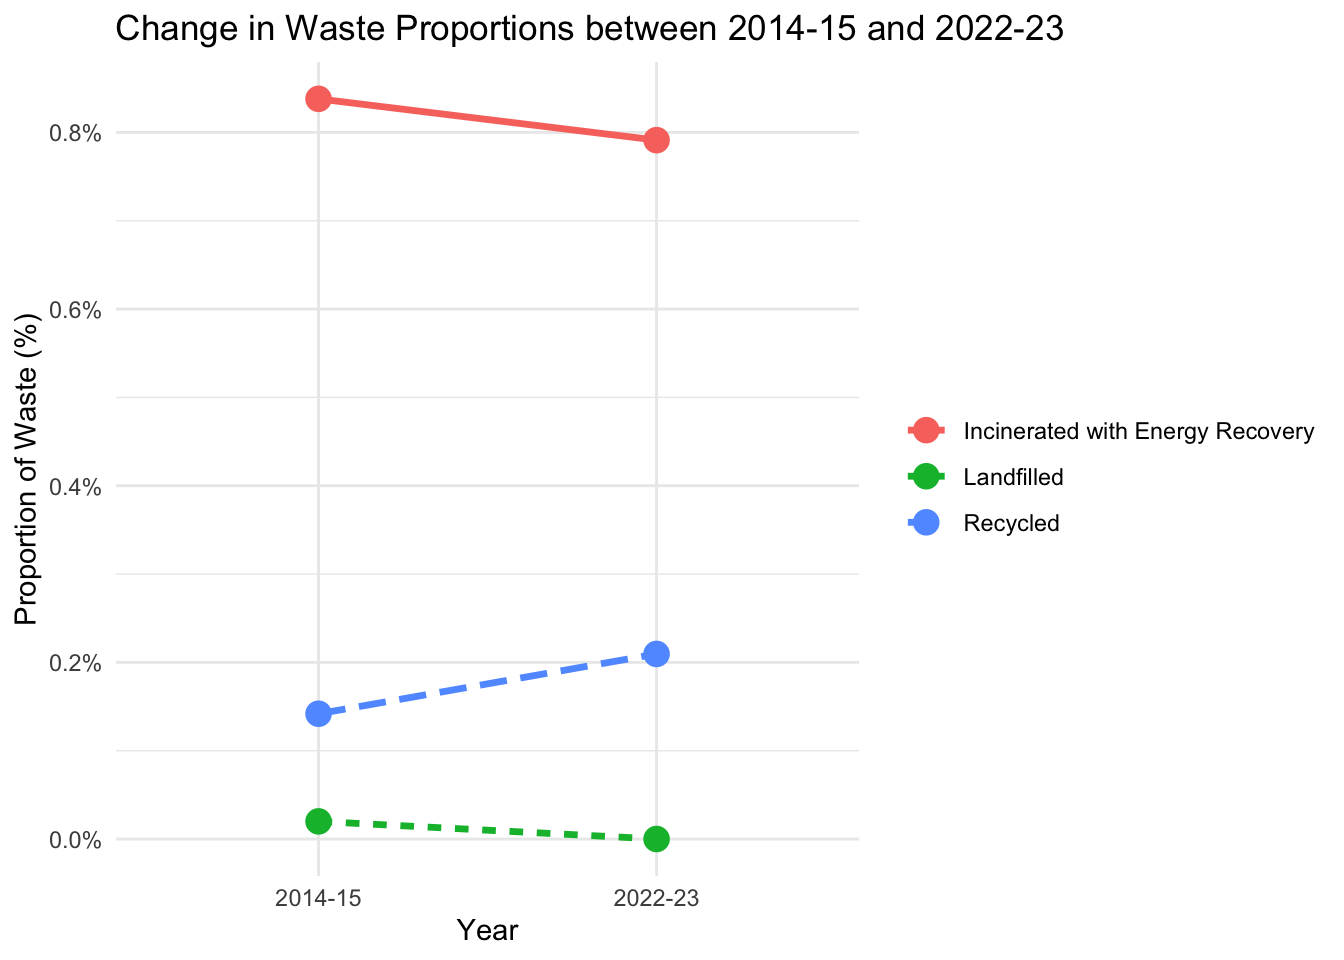 Change in Waste Proportions between 2014-15 and 2022-23
Proportion of Waste (%)
0.8%
0.6%
0.4%
0.2%
0.0%
2014-15
2022-23
Year
Incinerated with Energy Recovery
Landfilled
Recycled